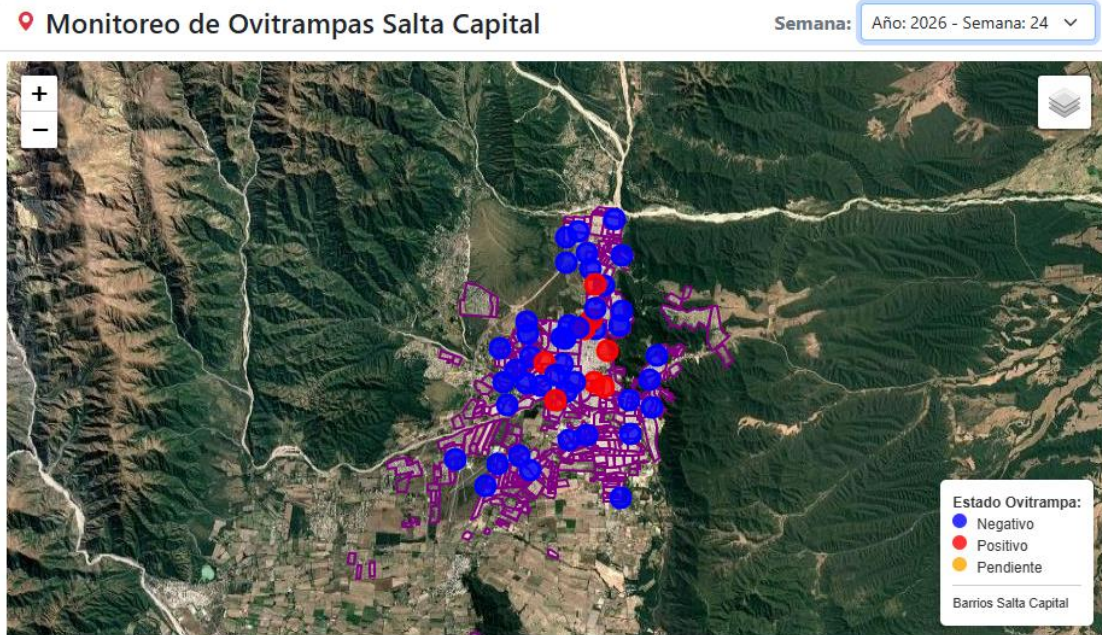 Monitoreo de Ovitrampas Salta Capital
Semana: Año: 2026 - Semana: 24
+
−
Estado Ovitrampa:
Negativo
Positivo
Pendiente
Barrios Salta Capital